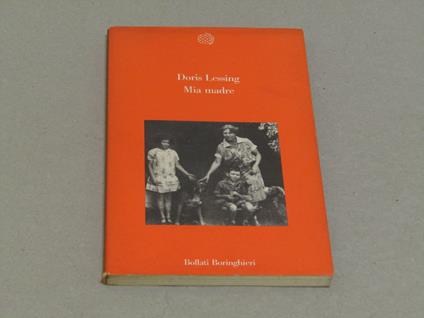 Doris Lessing
Mia madre
Bollati Boringhieri